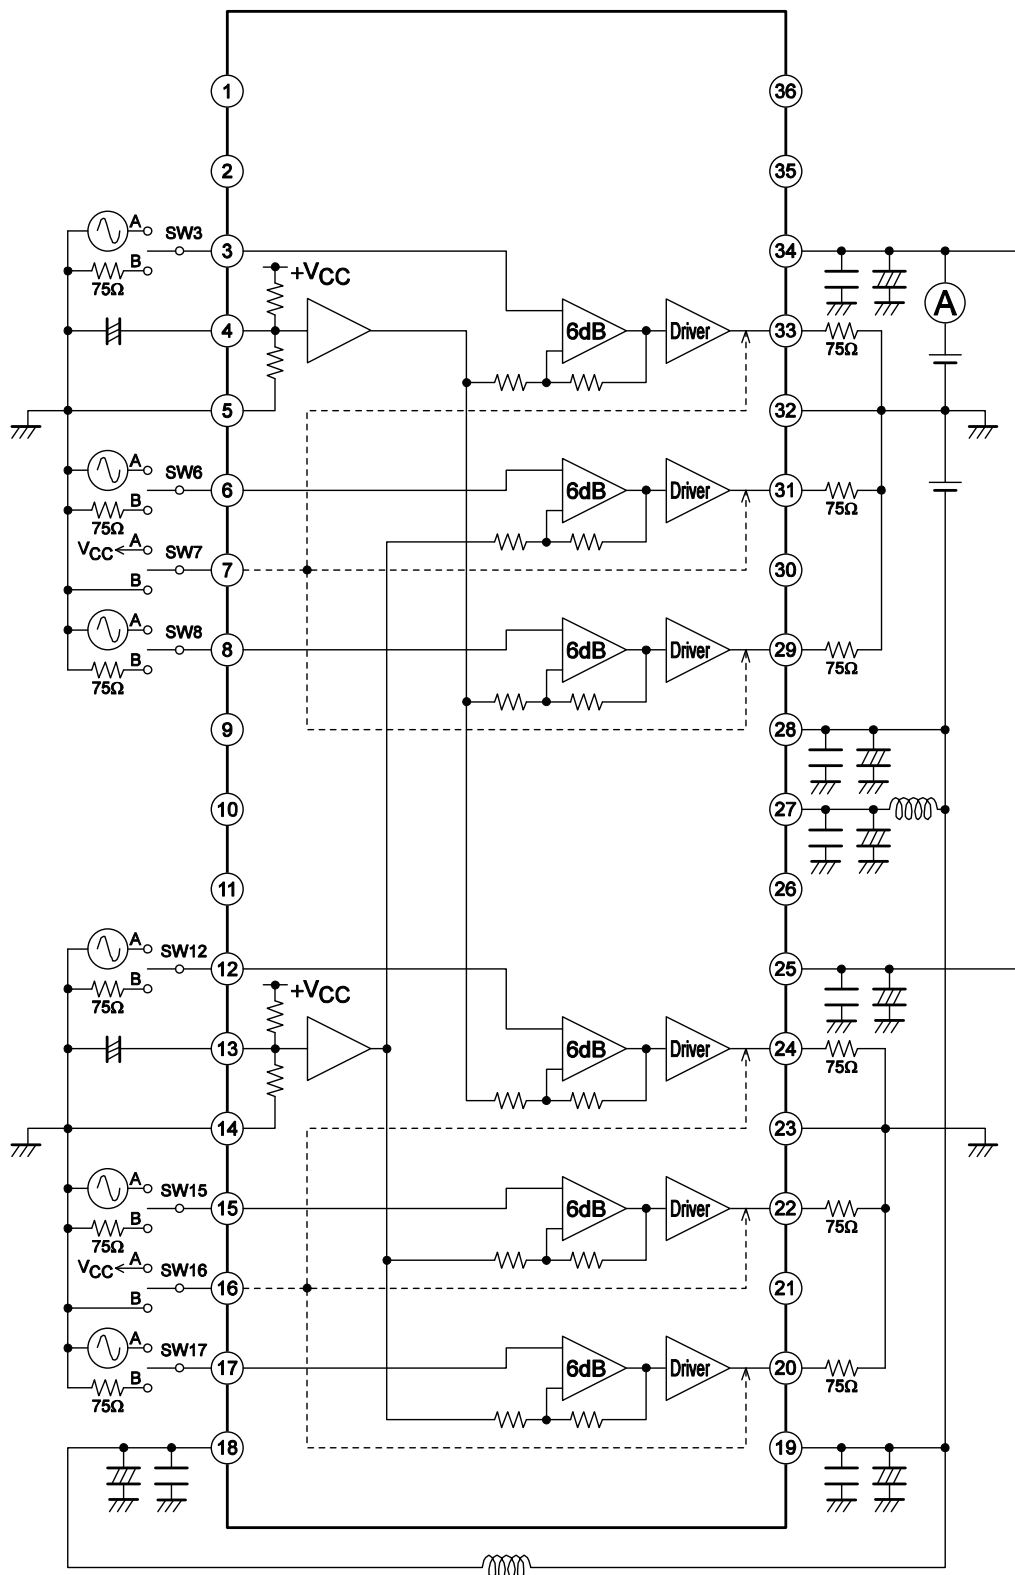 1
36
2
35
A
SW3
B
75Ω
3
34
+VCC
A
4
6dB
Driver
33
75Ω
5
32
A
SW6
B
75Ω
6
6dB
Driver
31
75Ω
VCC
A
SW7
B
7
30
A
SW8
B
75Ω
8
6dB
Driver
29
75Ω
9
28
10
27
11
26
A
SW12
B
75Ω
12
25
+VCC
13
6dB
Driver
24
75Ω
14
23
A
SW15
B
75Ω
15
6dB
Driver
22
75Ω
VCC
A
SW16
B
16
21
A
SW17
B
75Ω
17
6dB
Driver
20
75Ω
18
19